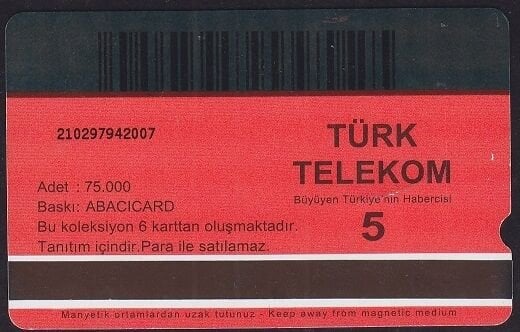 210297942007
TÜRK
TELEKOM
Büyüyen Türkiye'nin Habercisi
5
Adet : 75.000
Baskı: ABACICARD
Bu koleksiyon 6 karttan oluşmaktadır.
Tanıtım içindir.Para ile satılamaz.
Manyetik ortamlardan uzak tutunuz - Keep away from magnetic medium